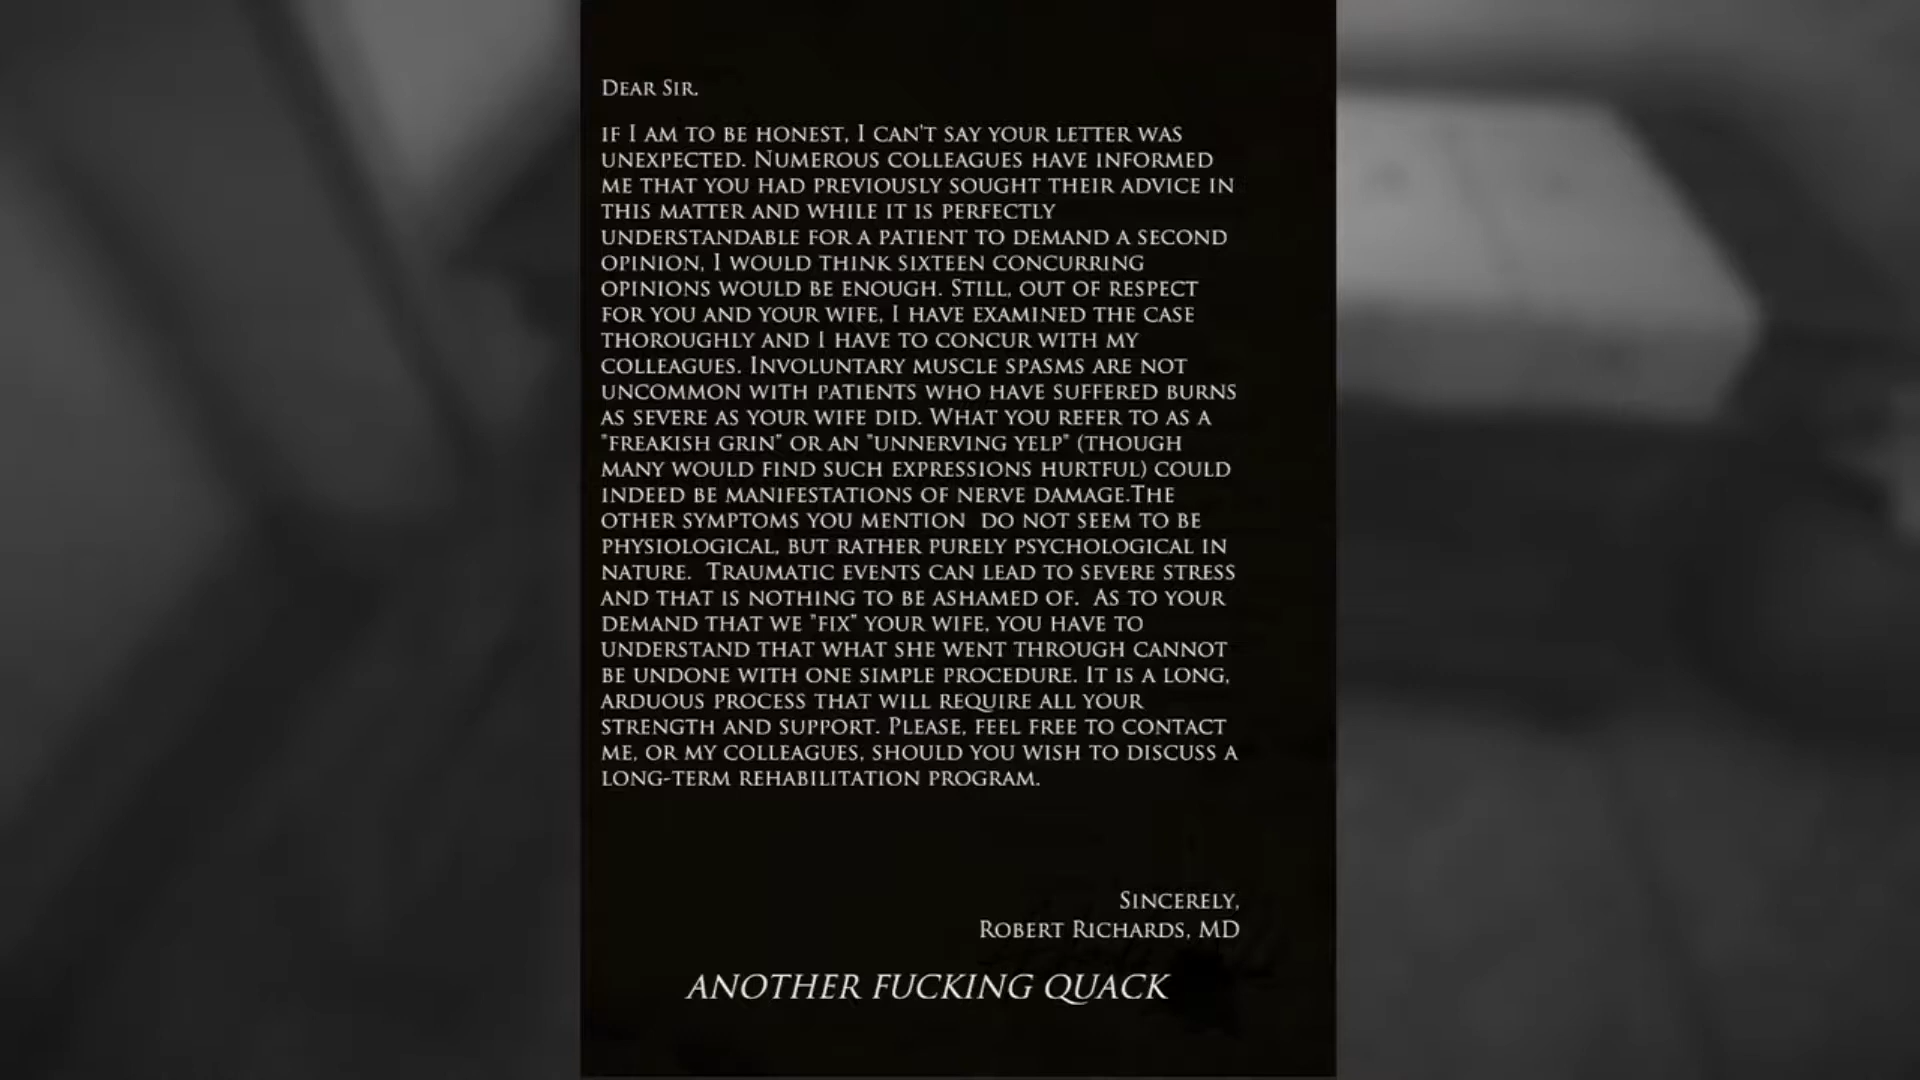 Dear Sir.
if I am to be honest, I can't say your letter was
unexpected. Numerous colleagues have informed
me that you had previously sought their advice in
this matter and while it is perfectly
understandable for a patient to demand a second
opinion, I would think sixteen concurring
opinions would be enough. Still, out of respect
for you and your wife, I have examined the case
thoroughly and I have to concur with my
colleagues. Involuntary muscle spasms are not
uncommon with patients who have suffered burns
as severe as your wife did. What you refer to as a
"freakish grin" or an "unnerving yelp" (though
many would find such expressions hurtful) could
indeed be manifestations of nerve damage.The
other symptoms you mention  do not seem to be
physiological, but rather purely psychological in
nature.  Traumatic events can lead to severe stress
and that is nothing to be ashamed of.  As to your
demand that we "fix" your wife, you have to
understand that what she went through cannot
be undone with one simple procedure. It is a long,
arduous process that will require all your
strength and support. Please, feel free to contact
me, or my colleagues, should you wish to discuss a
long-term rehabilitation program.
Sincerely,
Robert Richards, MD
ANOTHER FUCKING QUACK